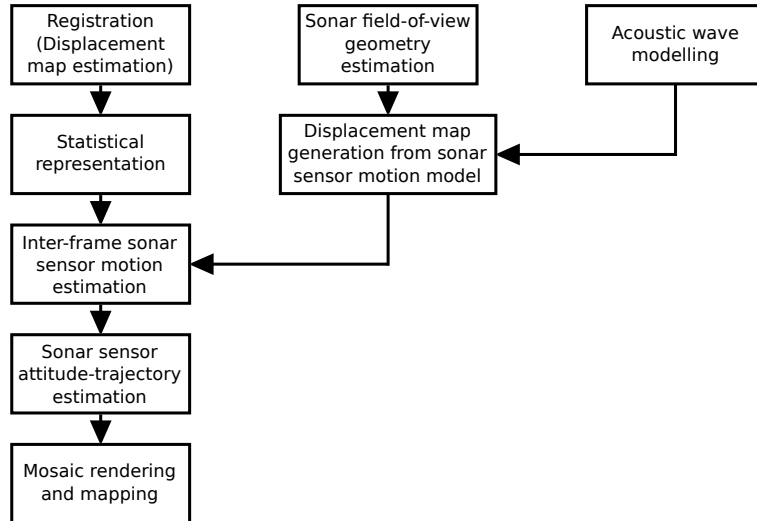 Registration
(Displacement
map estimation)
Sonar field-of-view
geometry
estimation
Acoustic wave
modelling
Statistical
representation
Displacement map
generation from sonar
sensor motion model
Inter-frame sonar
sensor motion
estimation
Sonar sensor
attitude-trajectory
estimation
Mosaic rendering
and mapping